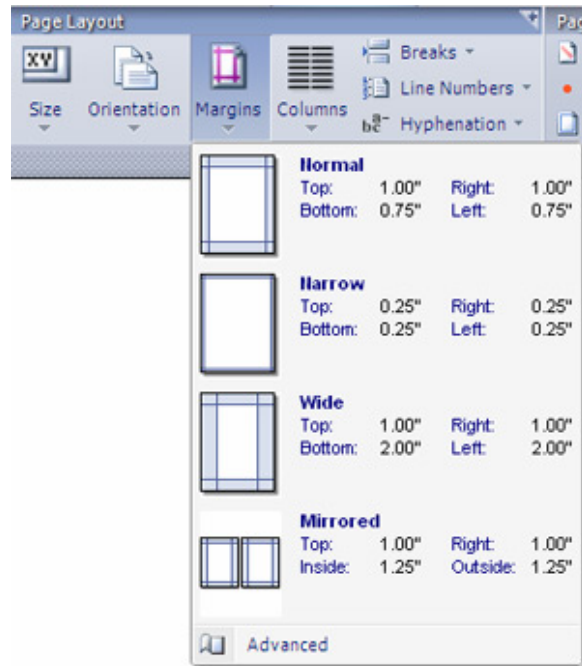 Page Layout
Pag
XY
Breaks
Line Numbers
Size Orientation Margins Columns
bc
a- Hyphenation
Normal
Top: 1.00" Right: 1.00"
Bottom: 0.75" Left: 0.75"
Narrow
Top: 0.25" Right: 0.25"
Bottom: 0.25" Left: 0.25"
Wide
Top: 1.00" Right: 1.00"
Bottom: 2.00" Left: 2.00"
Mirrored
Top: 1.00" Right: 1.00"
Inside: 1.25" Outside: 1.25"
Advanced